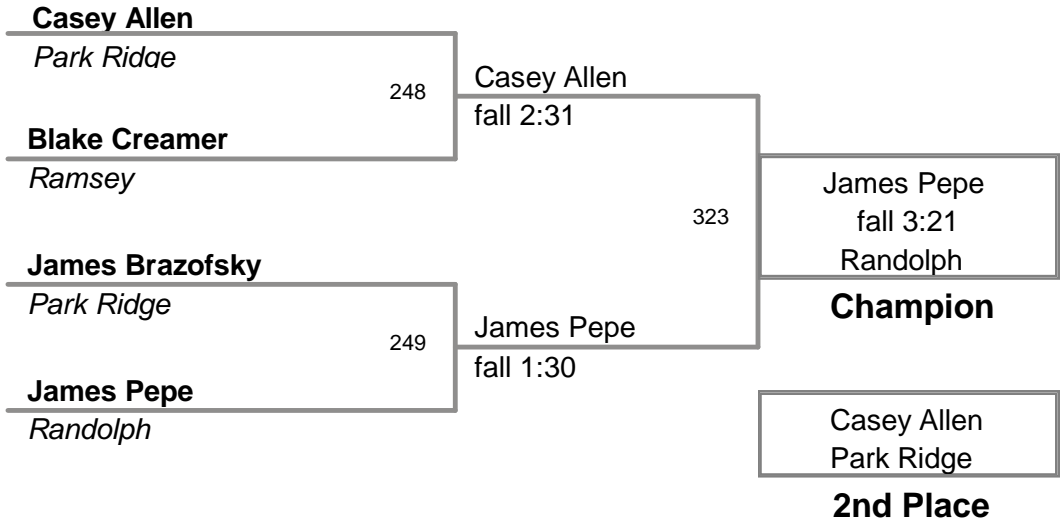 Casey Allen
Park Ridge
248
Casey Allen
fall 2:31
Blake Creamer
Ramsey
James Pepe
fall 3:21
Randolph
Champion
323
James Brazofsky
Park Ridge
249
James Pepe
fall 1:30
James Pepe
Randolph
Casey Allen
Park Ridge
2nd Place